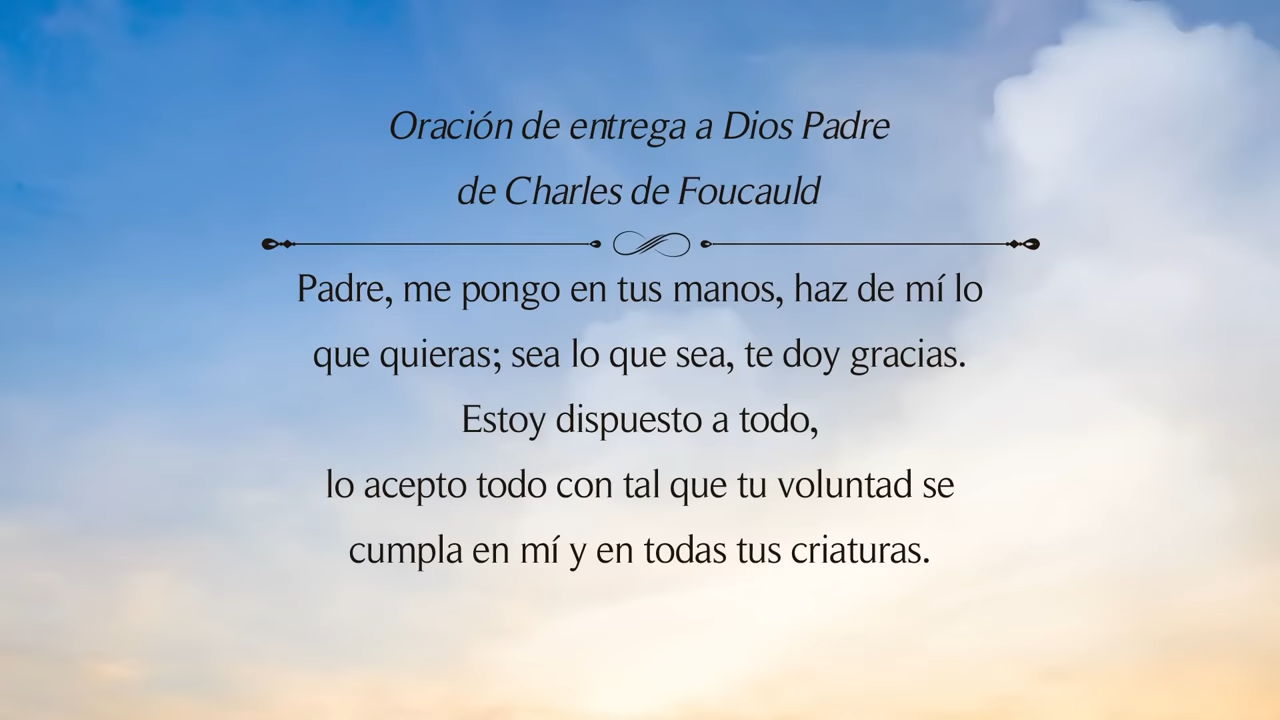 Oración de entrega a Dios Padre
de Charles de Foucauld
Padre, me pongo en tus manos, haz de mí lo
que quieras; sea lo que sea, te doy gracias.
Estoy dispuesto a todo,
lo acepto todo con tal que tu voluntad se
cumpla en mí y en todas tus criaturas.